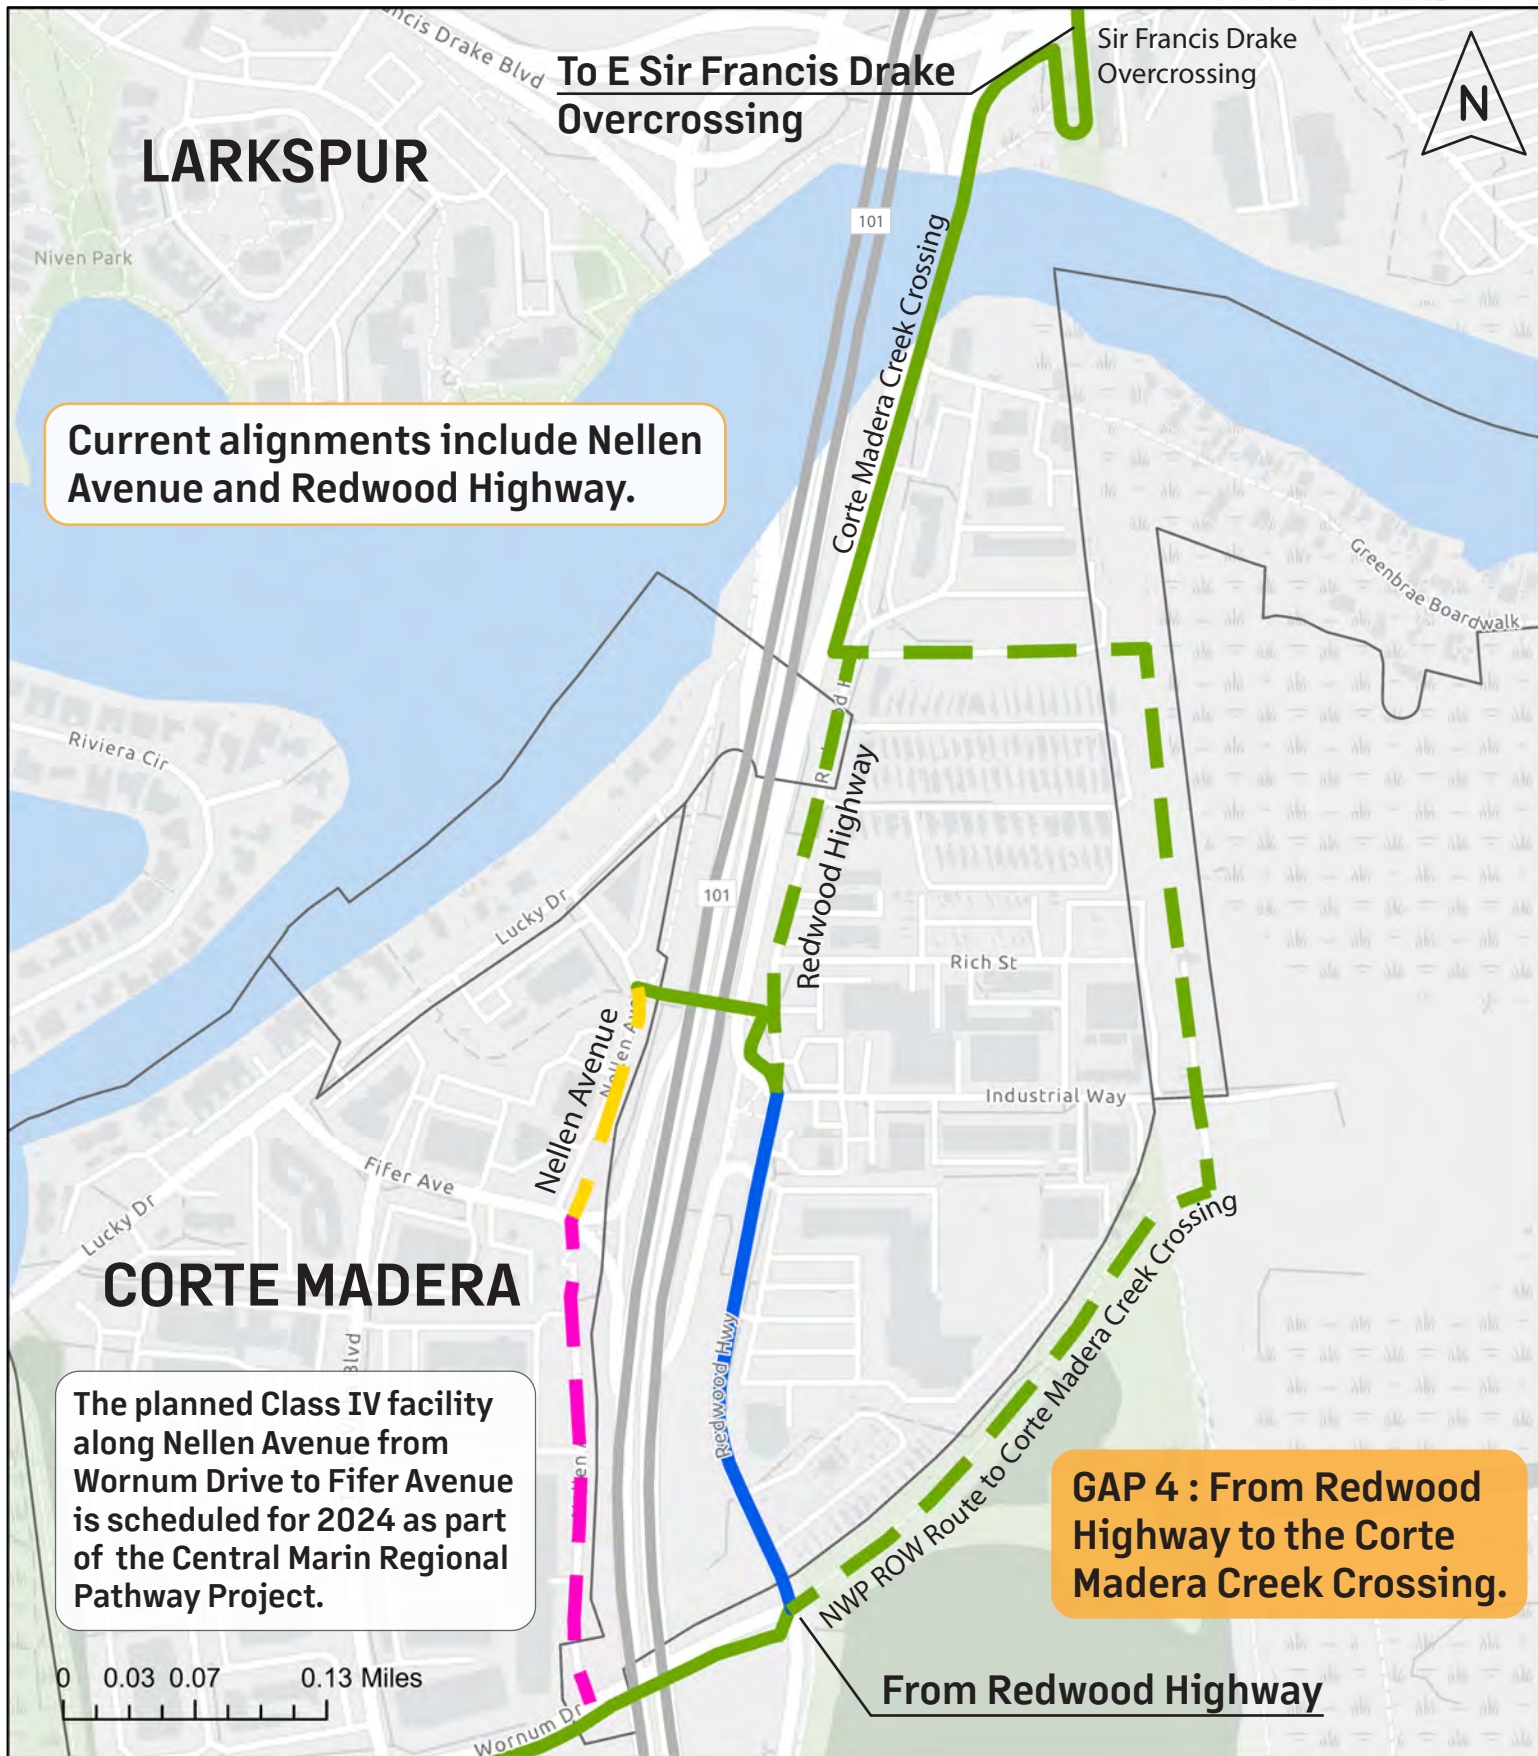 ncis Drake Blvd
To E Sir Francis Drake
Overcrossing
Sir Francis Drake
Overcrossing
N
LARKSPUR
Niven Park
101
Corte Madera Creek Crossing
Current alignments include Nellen
Avenue and Redwood Highway.
Greenbrae Boardwalk
Riviera Cir
Redwood Highway
Lucky Dr
101
Rich St
Nellen Avenue
Nellen Ave
Industrial Way
Fifer Ave
Lucky Dr
CORTE MADERA
NWP ROW Route to Corte Madera Creek Crossing
Redwood Hwy
Blvd
The planned Class IV facility
along Nellen Avenue from
Wornum Drive to Fifer Avenue
is scheduled for 2024 as part
of the Central Marin Regional
Pathway Project.
GAP 4 : From Redwood
Highway to the Corte
Madera Creek Crossing.
0 0.03 0.07 0.13 Miles
From Redwood Highway
Wornum Dr